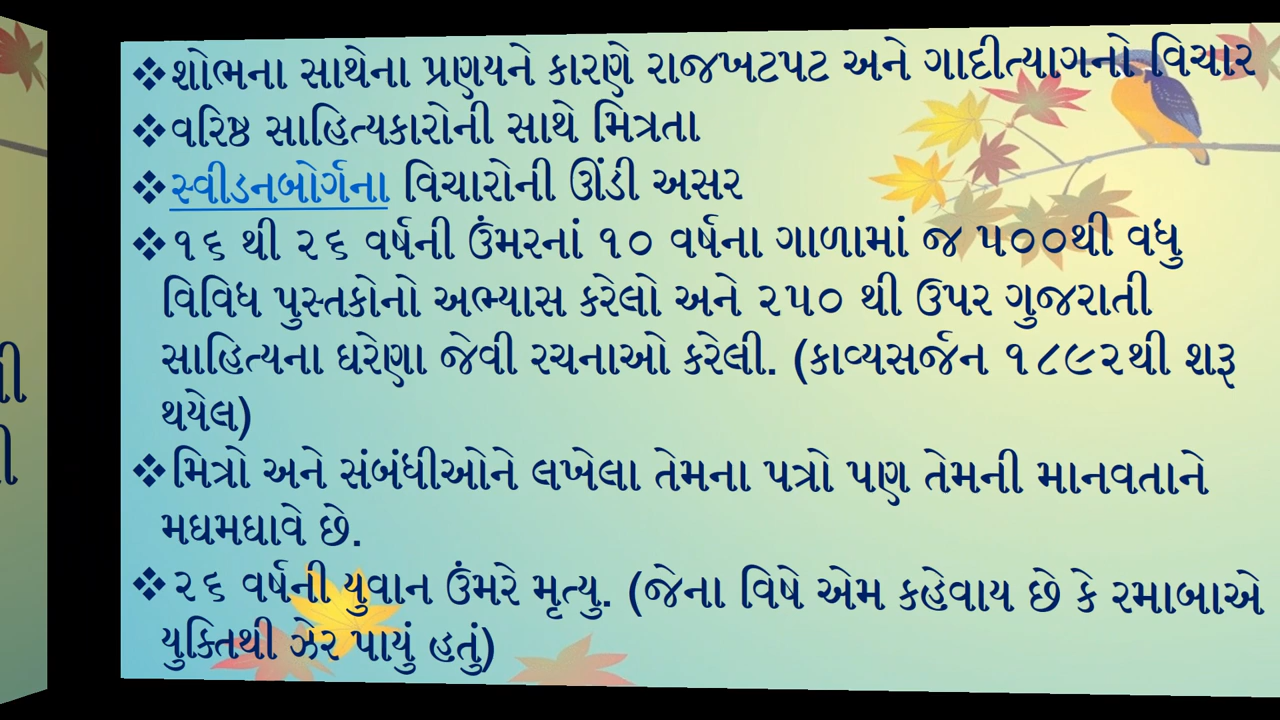 ❖શોભના સાથેના પ્રણયને કારણે રાજખટપટ અને ગાદીત્યાગનો વિચાર
❖વરિષ્ઠ સાહિત્યકારોની સાથે મિત્રતા
❖સ્વીડનબોર્ગના વિચારોની ઊંડી અસર
❖૧૬ થી ૨૬ વર્ષની ઉંમરનાં ૧૦ વર્ષના ગાળામાં જ ૫૦૦થી વધુ
વિવિધ પુસ્તકોનો અભ્યાસ કરેલો અને ૨૫૦ થી ઉપર ગુજરાતી
સાહિત્યના ઘરેણા જેવી રચનાઓ કરેલી. (કાવ્યસર્જન ૧૮૯૨થી શરૂ
થયેલ)
❖મિત્રો અને સંબંધીઓને લખેલા તેમના પત્રો પણ તેમની માનવતાને
મઘમઘાવે છે.
❖૨૬ વર્ષની યુવાન ઉંમરે મૃત્યુ. (જેના વિષે એમ કહેવાય છે કે રમાબાએ
યુક્તિથી ઝેર પાયું હતું)